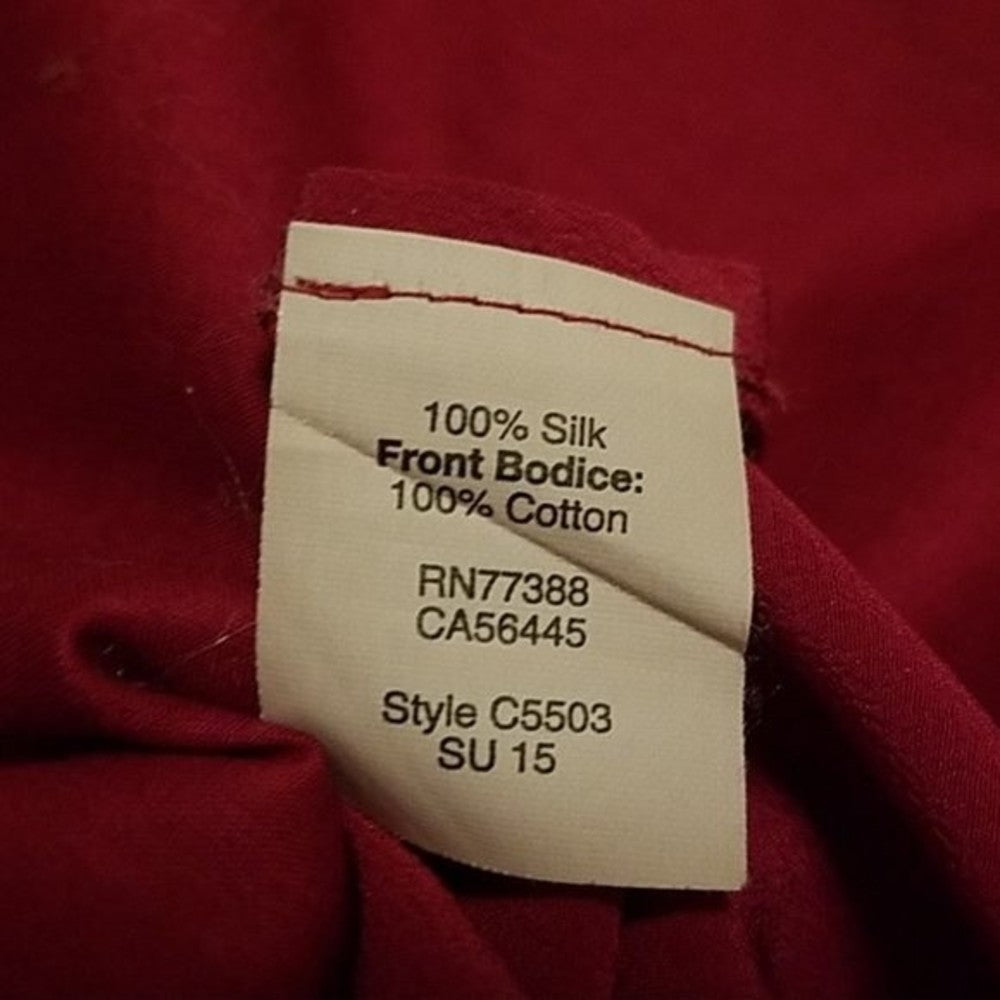 100% Silk
Front Bodice:
100% Cotton
RN77388
CA56445
Style C5503
SU 15